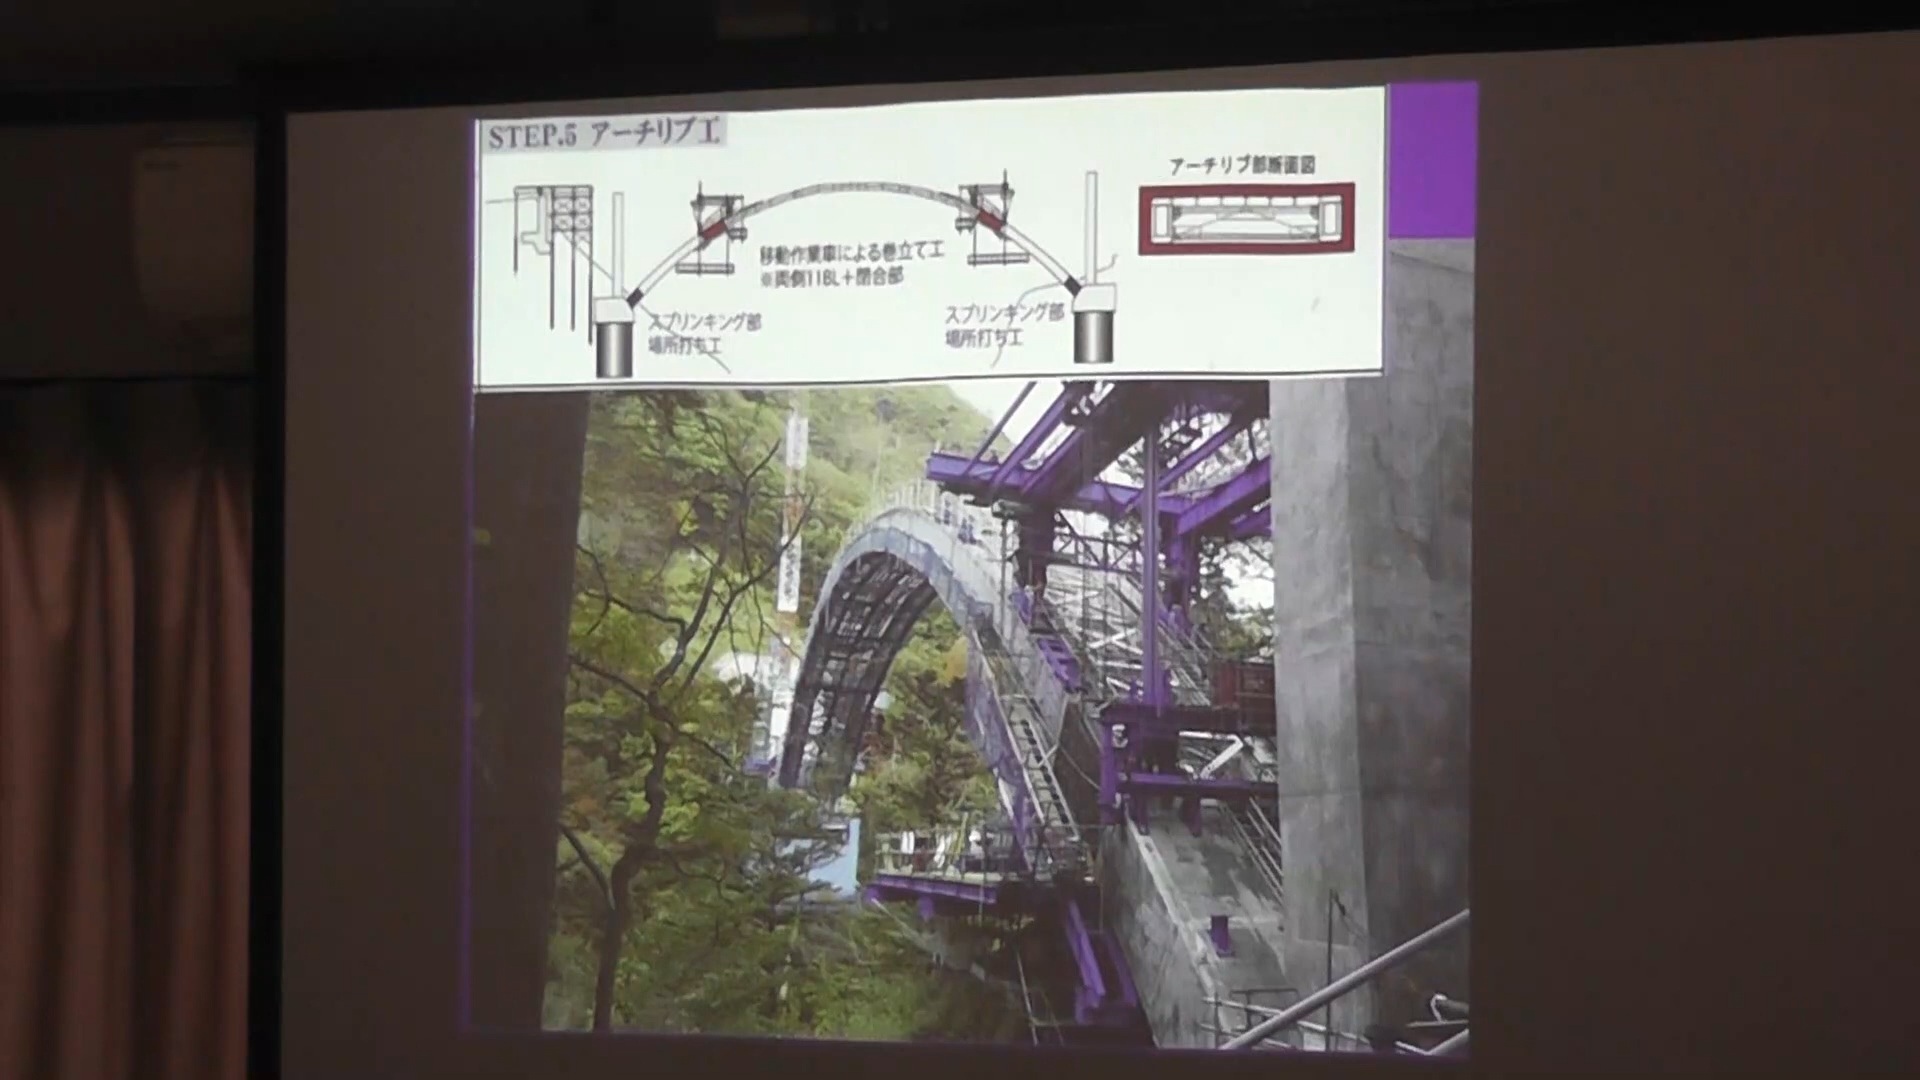 STEP.5 アーチリブ工
アーチリブ部断面図
移動作業車による巻立て工
※両側11BL＋閉合部
スプリンキング部
場所打ち工
スプリンキング部
場所打ち工